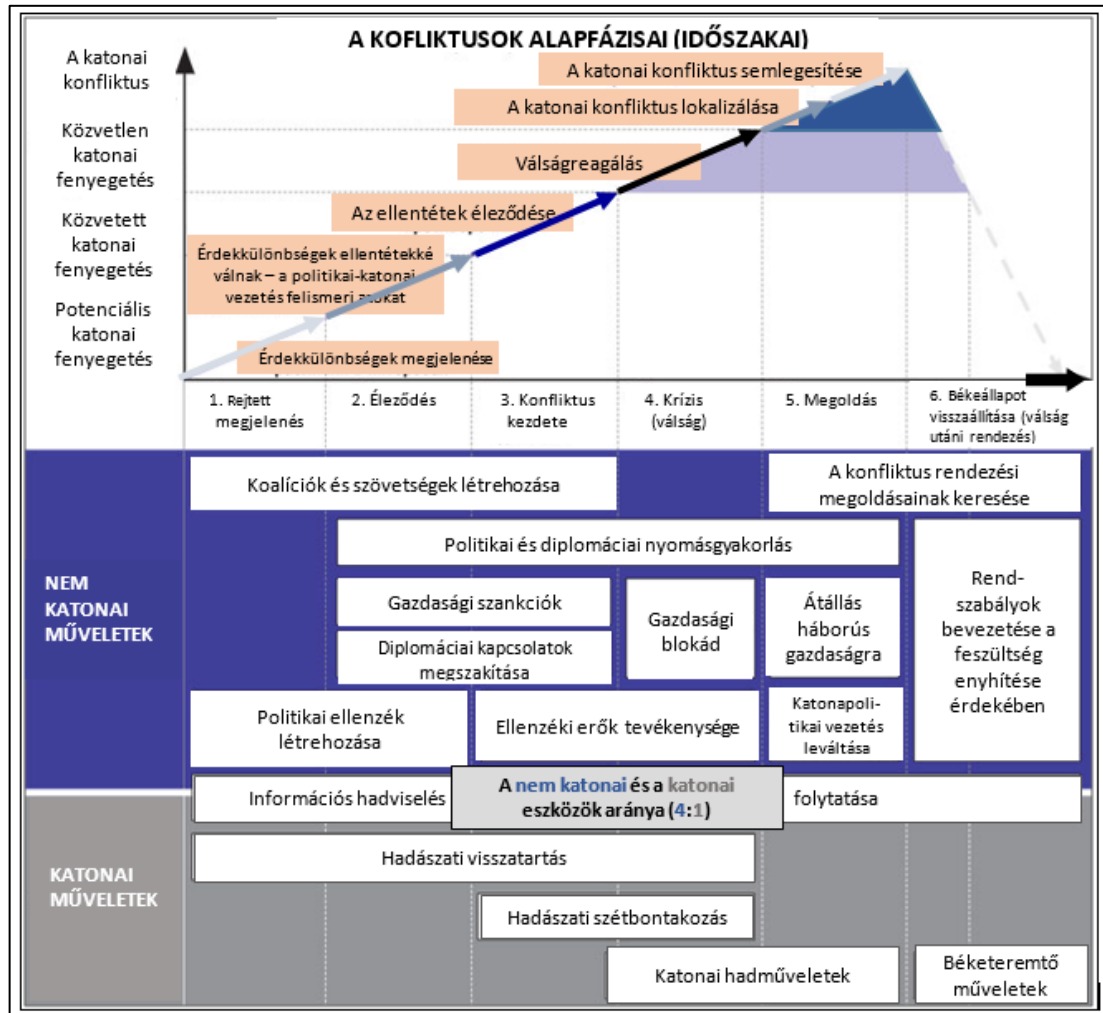 A KOFLIKTUSOK ALAPFÁZISAI (IDŐSZAKAI)
A katonai
konfliktus
Közvetlen
katonai
fenyegetés
Közvetett
katonai
fenyegetés
Potenciális
katonai
fenyegetés
A katonai konfliktus semlegesítése
A katonai konfliktus lokalizálása
Válságreagálás
Az ellentétek éleződése
Érdekkülönbségek ellentétekké
válnak – a politikai-katonai
vezetés felismeri azokat
Érdekkülönbségek megjelenése
1. Rejtett
megjelenés
2. Éleződés
3. Konfliktus
kezdete
4. Krízis
(válság)
5. Megoldás
6. Békeállapot
visszaállítása (válság
utáni rendezés)
NEM
KATONAI
MŰVELETEK
Koalíciók és szövetségek létrehozása
A konfliktus rendezési
megoldásainak keresése
Politikai és diplomáciai nyomásgyakorlás
Gazdasági szankciók
Diplomáciai kapcsolatok
megszakítása
Gazdasági
blokád
Átállás
háborús
gazdaságra
Rend-
szabályok
bevezetése a
feszültség
enyhítése
érdekében
Politikai ellenzék
létrehozása
Ellenzéki erők tevékenysége
Katonapoli-
tikai vezetés
leváltása
Információs hadviselés
A nem katonai és a katonai
eszközök aránya (4:1)
folytatása
KATONAI
MŰVELETEK
Hadászati visszatartás
Hadászati szétbontakozás
Katonai hadműveletek
Béketeremtő
műveletek